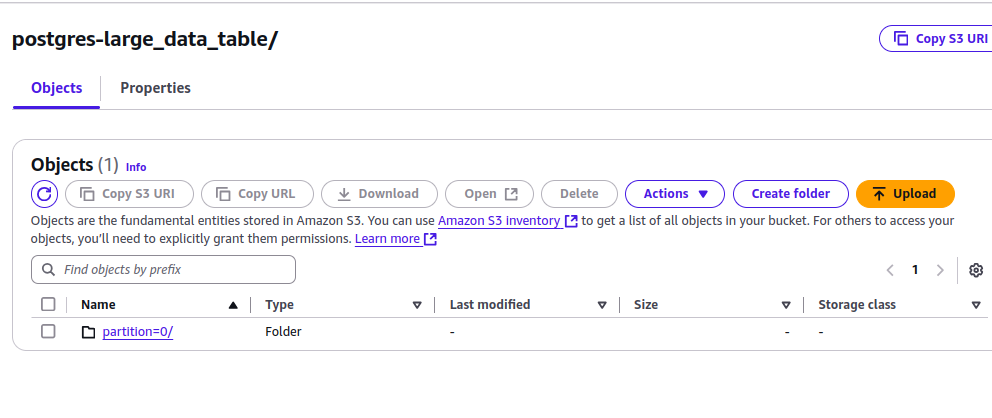 postgres-large_data_table/
Copy S3 URI
Objects Properties
Objects (1) Info
Copy S3 URI Copy URL Download Open Delete Actions Create folder Upload
Objects are the fundamental entities stored in Amazon S3. You can use Amazon S3 inventory to get a list of all objects in your bucket. For others to access your
objects, you'll need to explicitly grant them permissions. Learn more
Find objects by prefix
1
Name Type Last modified Size Storage class
partition=0/ Folder - - -